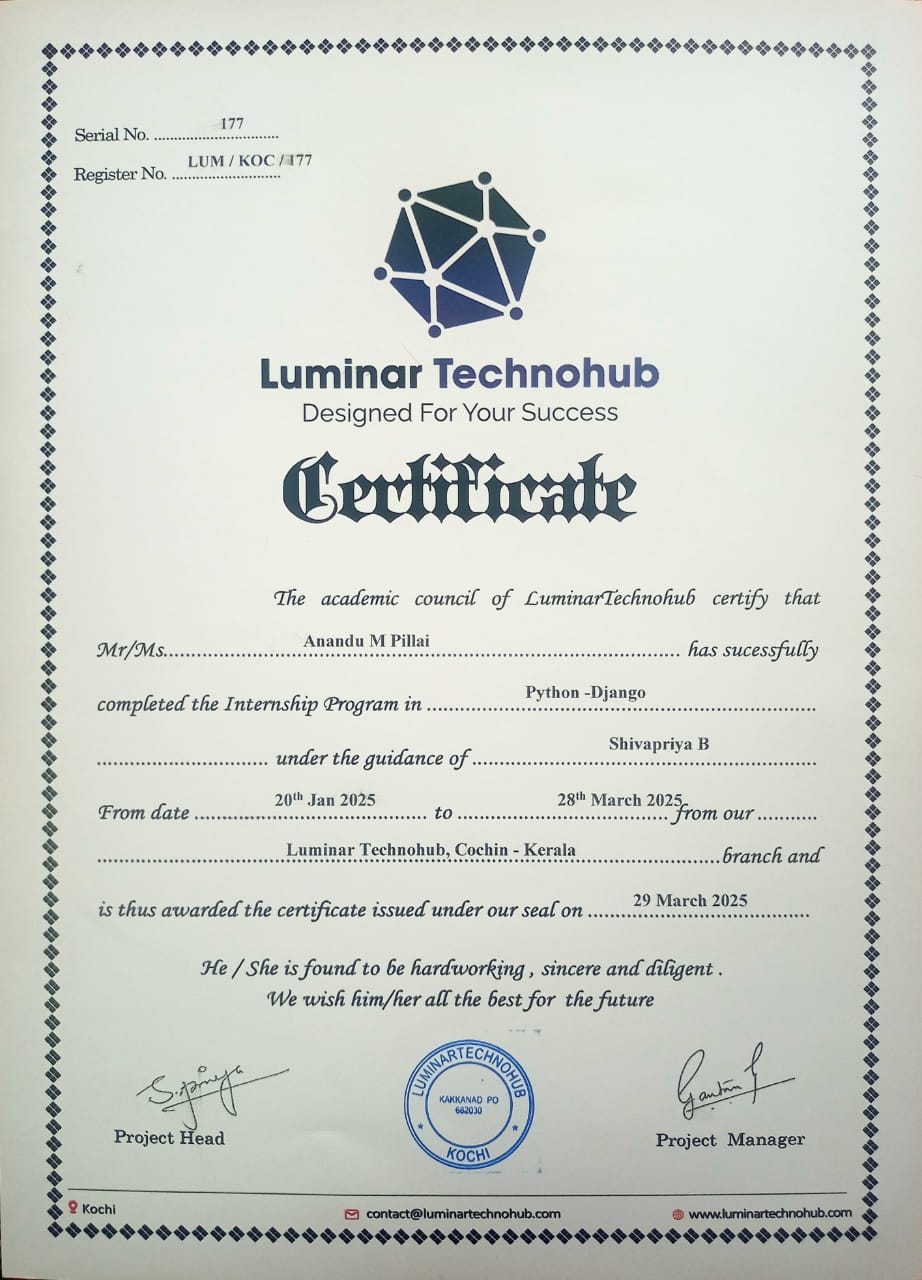 Serial No. ............................... 177
Register No. ........................... LUM / KOC / 177
Luminar Technohub
Designed For Your Success
Certificate
The academic council of LuminarTechnohub certify that
Mr/Ms. Anandu M Pillai has sucessfully
completed the Internship Program in Python -Django
under the guidance of Shivapriya B
From date 20th Jan 2025 to 28th March 2025 from our
Luminar Technohub, Cochin - Kerala branch and
is thus awarded the certificate issued under our seal on 29 March 2025
He / She is found to be hardworking , sincere and diligent .
We wish him/her all the best for the future
LUMINARTECHNOHUB
KAKKANAD PO
682030
* KOCHI *
S.priya
Project Head
Project Manager
Kochi
contact@luminartechnohub.com
www.luminartechnohub.com